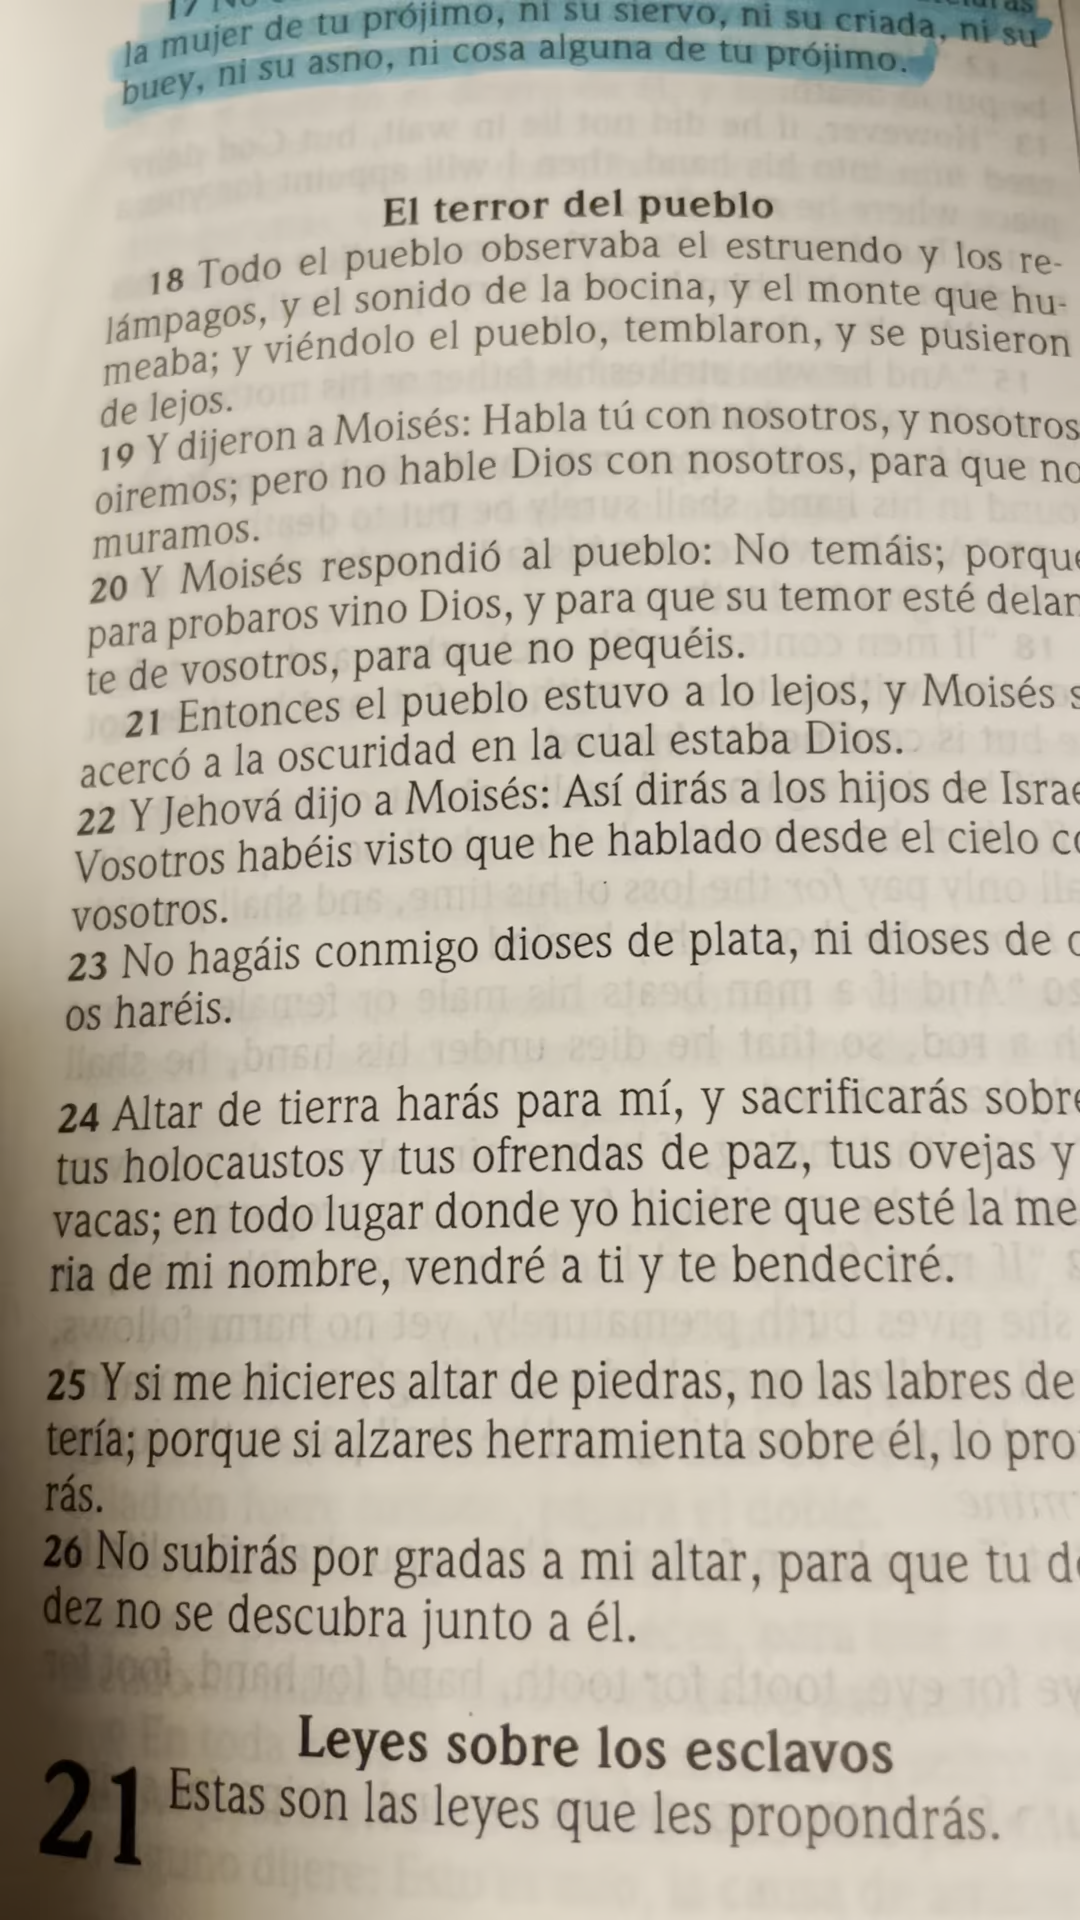 17 No
la mujer de tu prójimo, ni su siervo, ni su criada, ni su
buey, ni su asno, ni cosa alguna de tu prójimo.
El terror del pueblo
18 Todo el pueblo observaba el estruendo y los re-
lámpagos, y el sonido de la bocina, y el monte que hu-
meaba; y viéndolo el pueblo, temblaron, y se pusieron
de lejos.
19 Y dijeron a Moisés: Habla tú con nosotros, y nosotros
oiremos; pero no hable Dios con nosotros, para que no
muramos.
20 Y Moisés respondió al pueblo: No temáis; porque
para probaros vino Dios, y para que su temor esté delan
te de vosotros, para que no pequéis.
21 Entonces el pueblo estuvo a lo lejos, y Moisés s
acercó a la oscuridad en la cual estaba Dios.
22 Y Jehová dijo a Moisés: Así dirás a los hijos de Israe
Vosotros habéis visto que he hablado desde el cielo co
vosotros.
23 No hagáis conmigo dioses de plata, ni dioses de o
os haréis.
24 Altar de tierra harás para mí, y sacrificarás sobre
tus holocaustos y tus ofrendas de paz, tus ovejas y
vacas; en todo lugar donde yo hiciere que esté la me
ria de mi nombre, vendré a ti y te bendeciré.
25 Y si me hicieres altar de piedras, no las labres de
tería; porque si alzares herramienta sobre él, lo pro
rás.
26 No subirás por gradas a mi altar, para que tu de
dez no se descubra junto a él.
Leyes sobre los esclavos
21 Estas son las leyes que les propondrás.